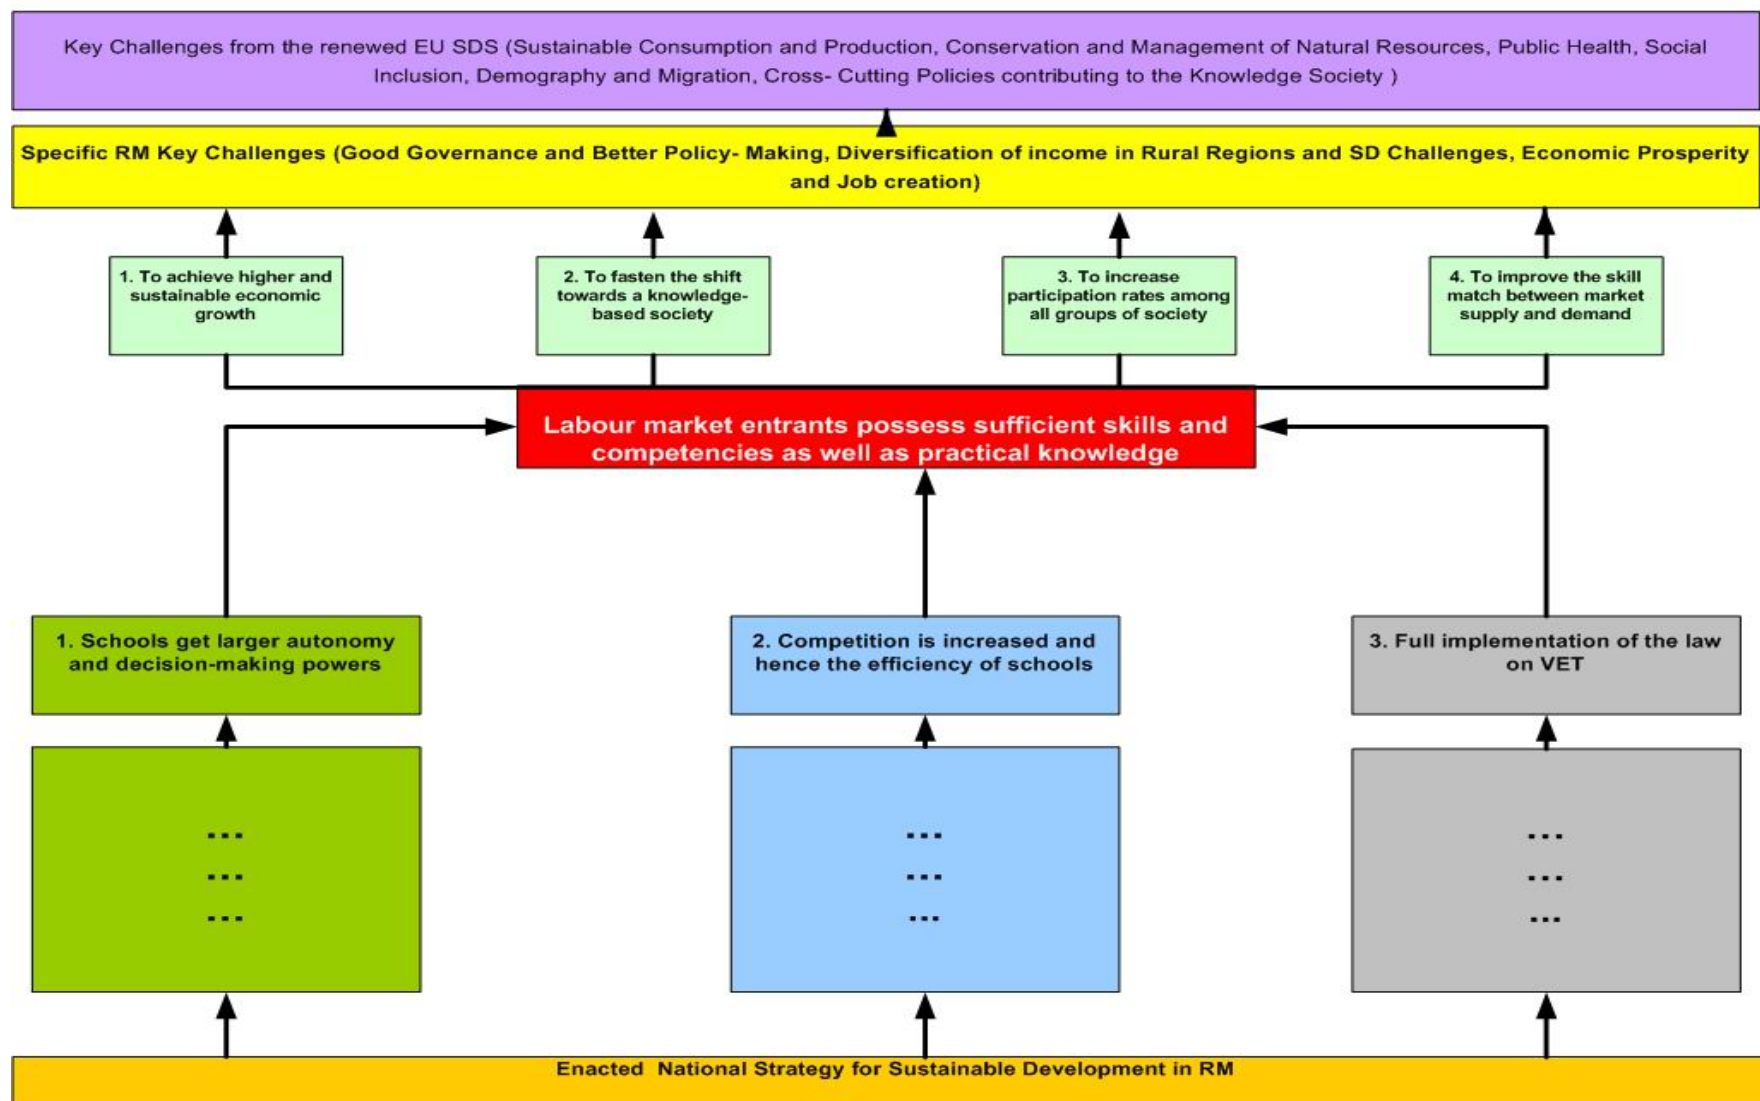 Key Challenges from the renewed EU SDS (Sustainable Consumption and Production, Conservation and Management of Natural Resources, Public Health, Social
Inclusion, Demography and Migration, Cross- Cutting Policies contributing to the Knowledge Society )
Specific RM Key Challenges (Good Governance and Better Policy- Making, Diversification of income in Rural Regions and SD Challenges, Economic Prosperity
and Job creation)
1. To achieve higher and
sustainable economic
growth
2. To fasten the shift
towards a knowledge-
based society
3. To increase
participation rates among
all groups of society
4. To improve the skill
match between market
supply and demand
Labour market entrants possess sufficient skills and
competencies as well as practical knowledge
1. Schools get larger autonomy
and decision-making powers
2. Competition is increased and
hence the efficiency of schools
3. Full implementation of the law
on VET
...
...
...
...
...
...
...
...
...
Enacted  National Strategy for Sustainable Development in RM